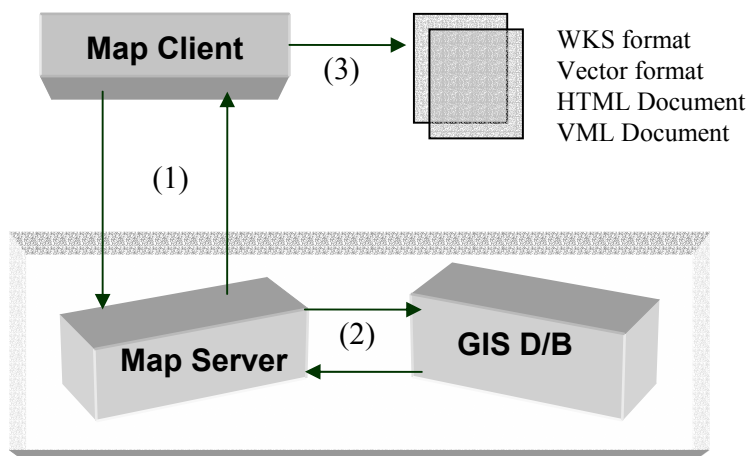 Map Client
(3)
WKS format
Vector format
HTML Document
VML Document
(1)
Map Server
(2)
GIS D/B